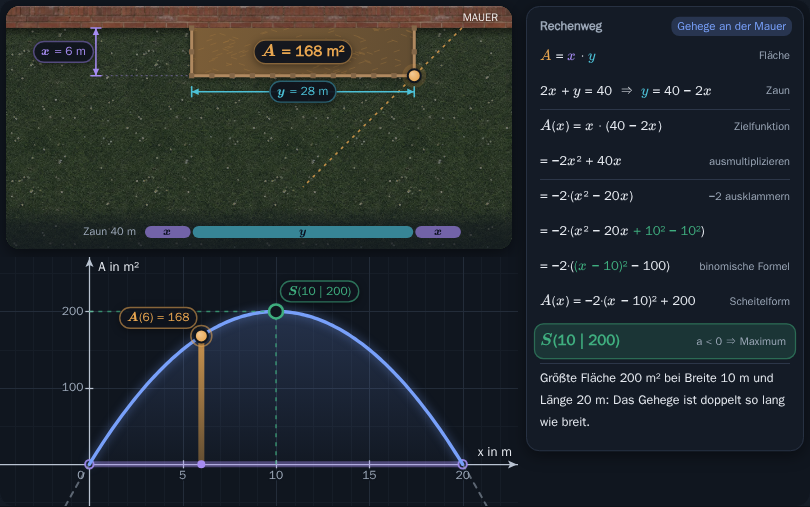 MAUER
x = 6 m
A = 168 m²
y = 28 m
Zaun 40 m
x
y
x
A in m²
S(10 | 200)
A(6) = 168
200
100
x in m
0
5
10
15
20
Rechenweg
Gehege an der Mauer
A = x · y Fläche
2x + y = 40 ⇒ y = 40 − 2x Zaun
A(x) = x · (40 − 2x) Zielfunktion
= −2x² + 40x ausmultiplizieren
= −2·(x² − 20x) −2 ausklammern
= −2·(x² − 20x + 10² − 10²)
= −2·((x − 10)² − 100) binomische Formel
A(x) = −2·(x − 10)² + 200 Scheitelform
S(10 | 200) a < 0 ⇒ Maximum
Größte Fläche 200 m² bei Breite 10 m und
Länge 20 m: Das Gehege ist doppelt so lang
wie breit.